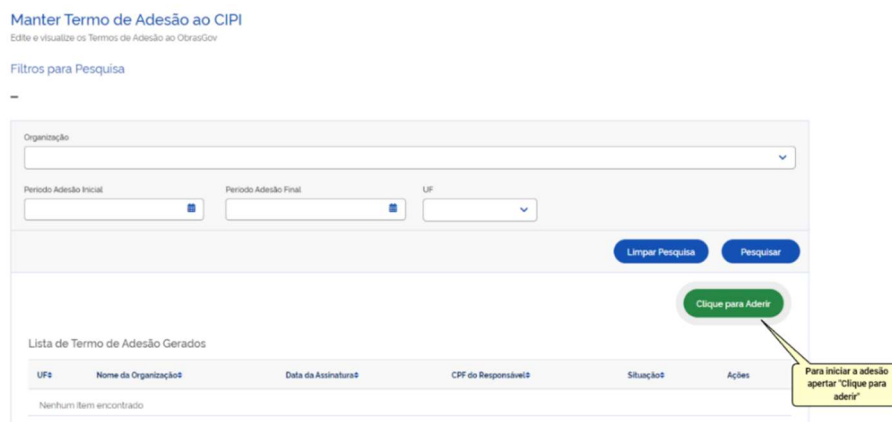 Manter Termo de Adesão ao CIPI
Edite e visualize os Termos de Adesão ao ObrasGov
Filtros para Pesquisa
Organização
Período Adesão Inicial
Período Adesão Final
UF
Limpar Pesquisa
Pesquisar
Clique para Aderir
Lista de Termo de Adesão Gerados
UF
Nome da Organização
Data da Assinatura
CPF do Responsável
Situação
Ações
Para iniciar a adesão
apertar "Clique para
aderir"
Nenhum item encontrado